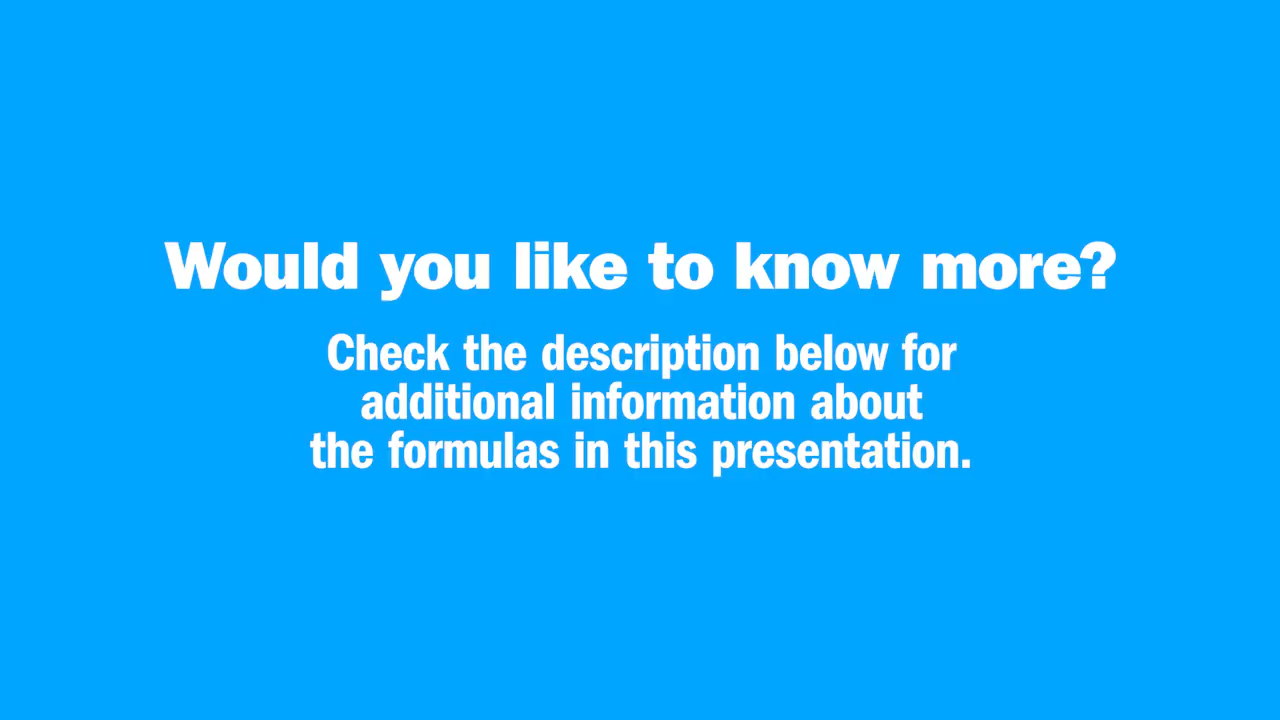 Would you like to know more?
Check the description below for
additional information about
the formulas in this presentation.